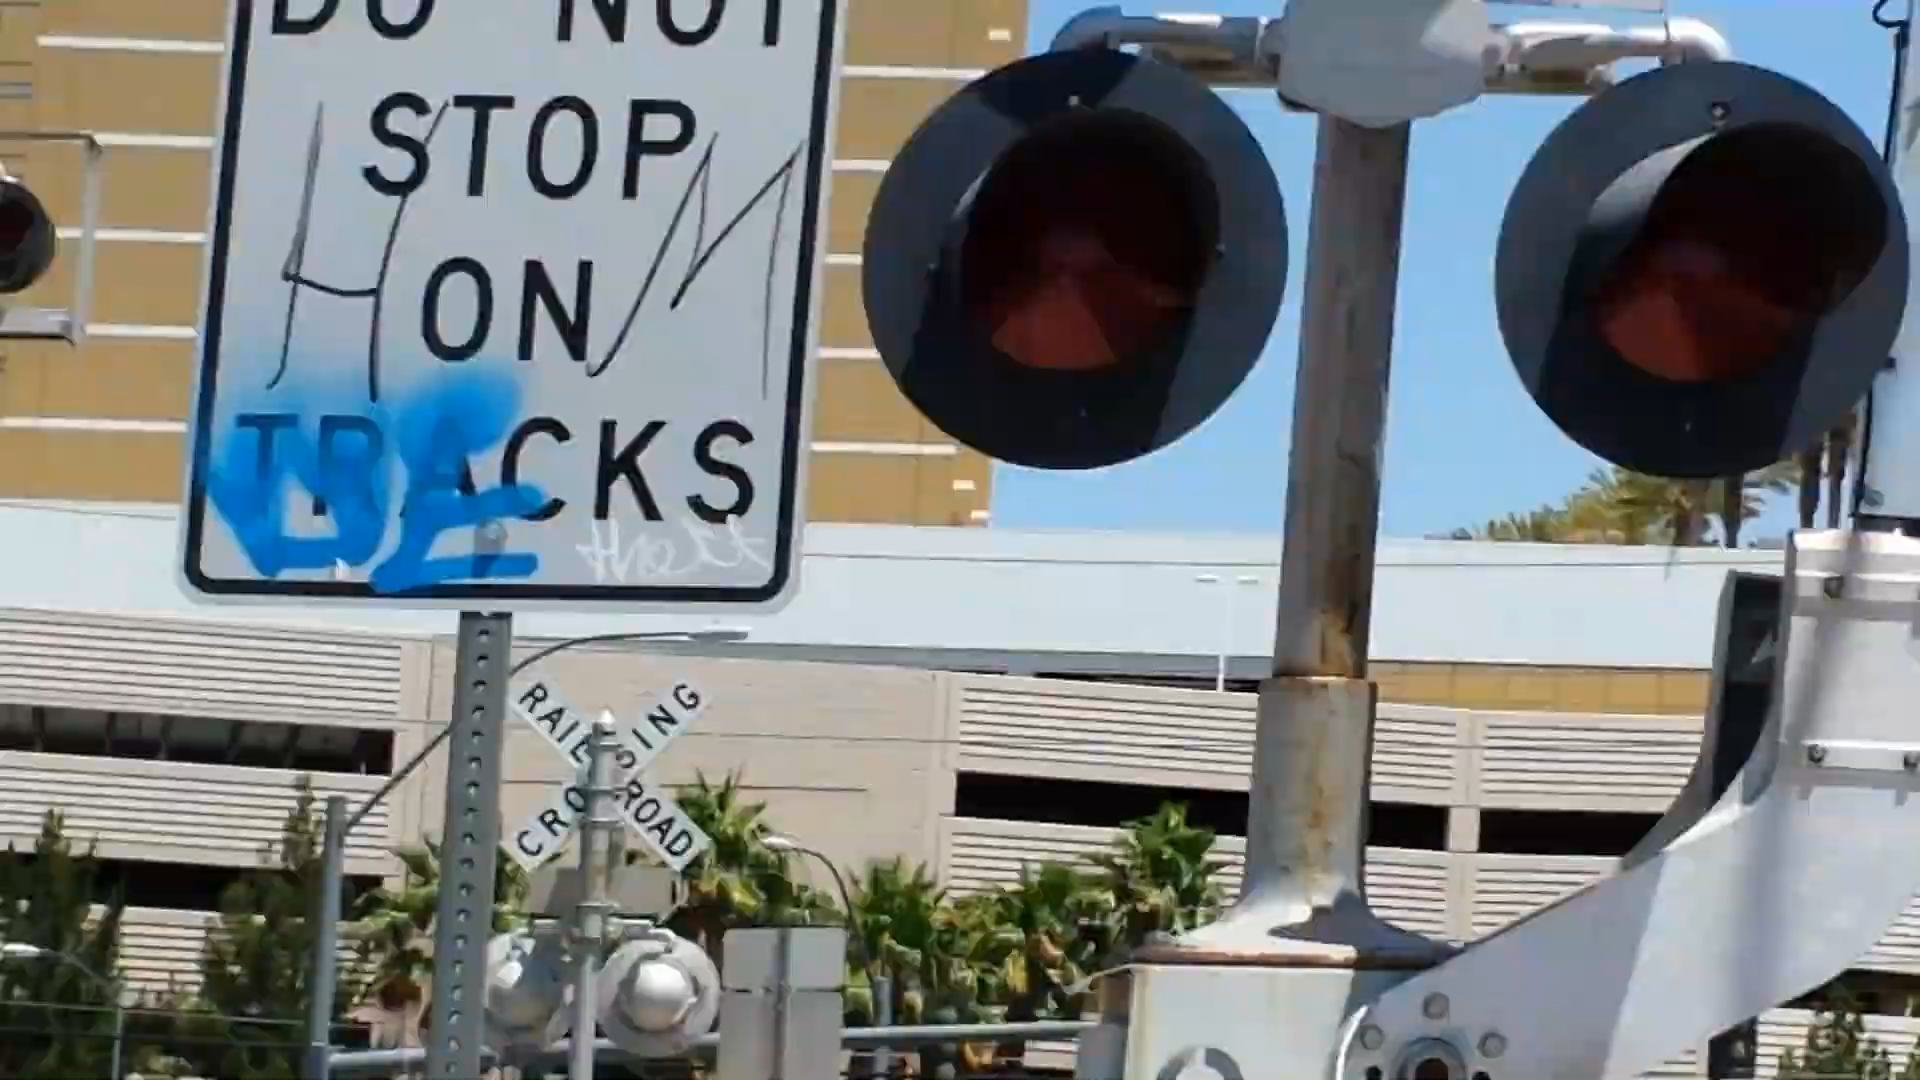 DO NOT
STOP
ON
TRACKS
H M
RAILROAD
CROSSING